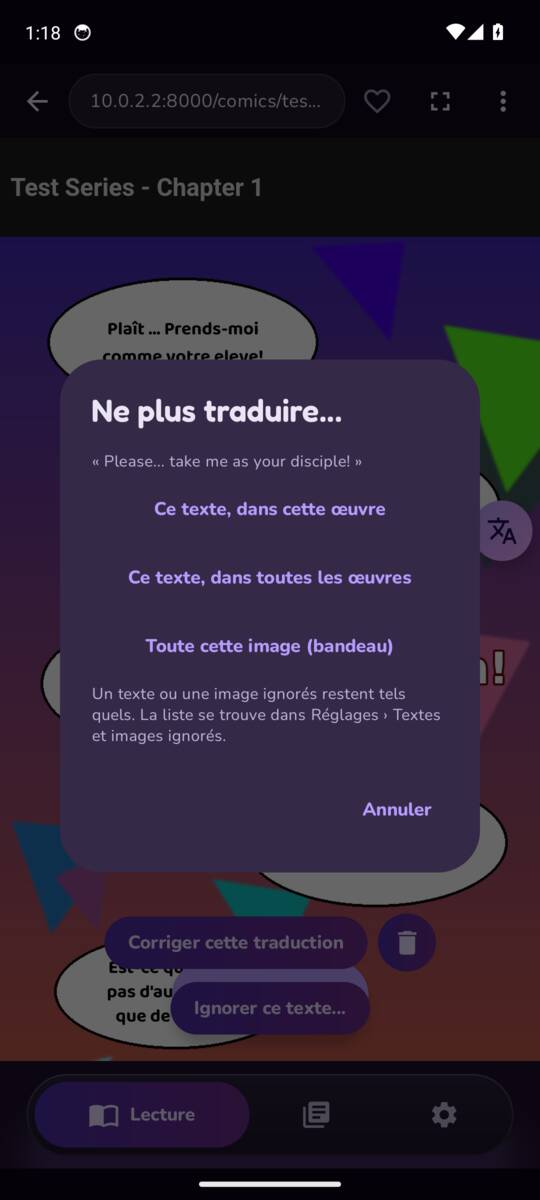 1:18
10.0.2.2:8000/comics/tes...
Test Series - Chapter 1
Plaît ... Prends-moi
comme votre eleve!
Ne plus traduire...
« Please... take me as your disciple! »
Ce texte, dans cette œuvre
Ce texte, dans toutes les œuvres
Toute cette image (bandeau)
Un texte ou une image ignorés restent tels
quels. La liste se trouve dans Réglages › Textes
et images ignorés.
Annuler
Corriger cette traduction
pas d'au
que de
Ignorer ce texte...
Lecture